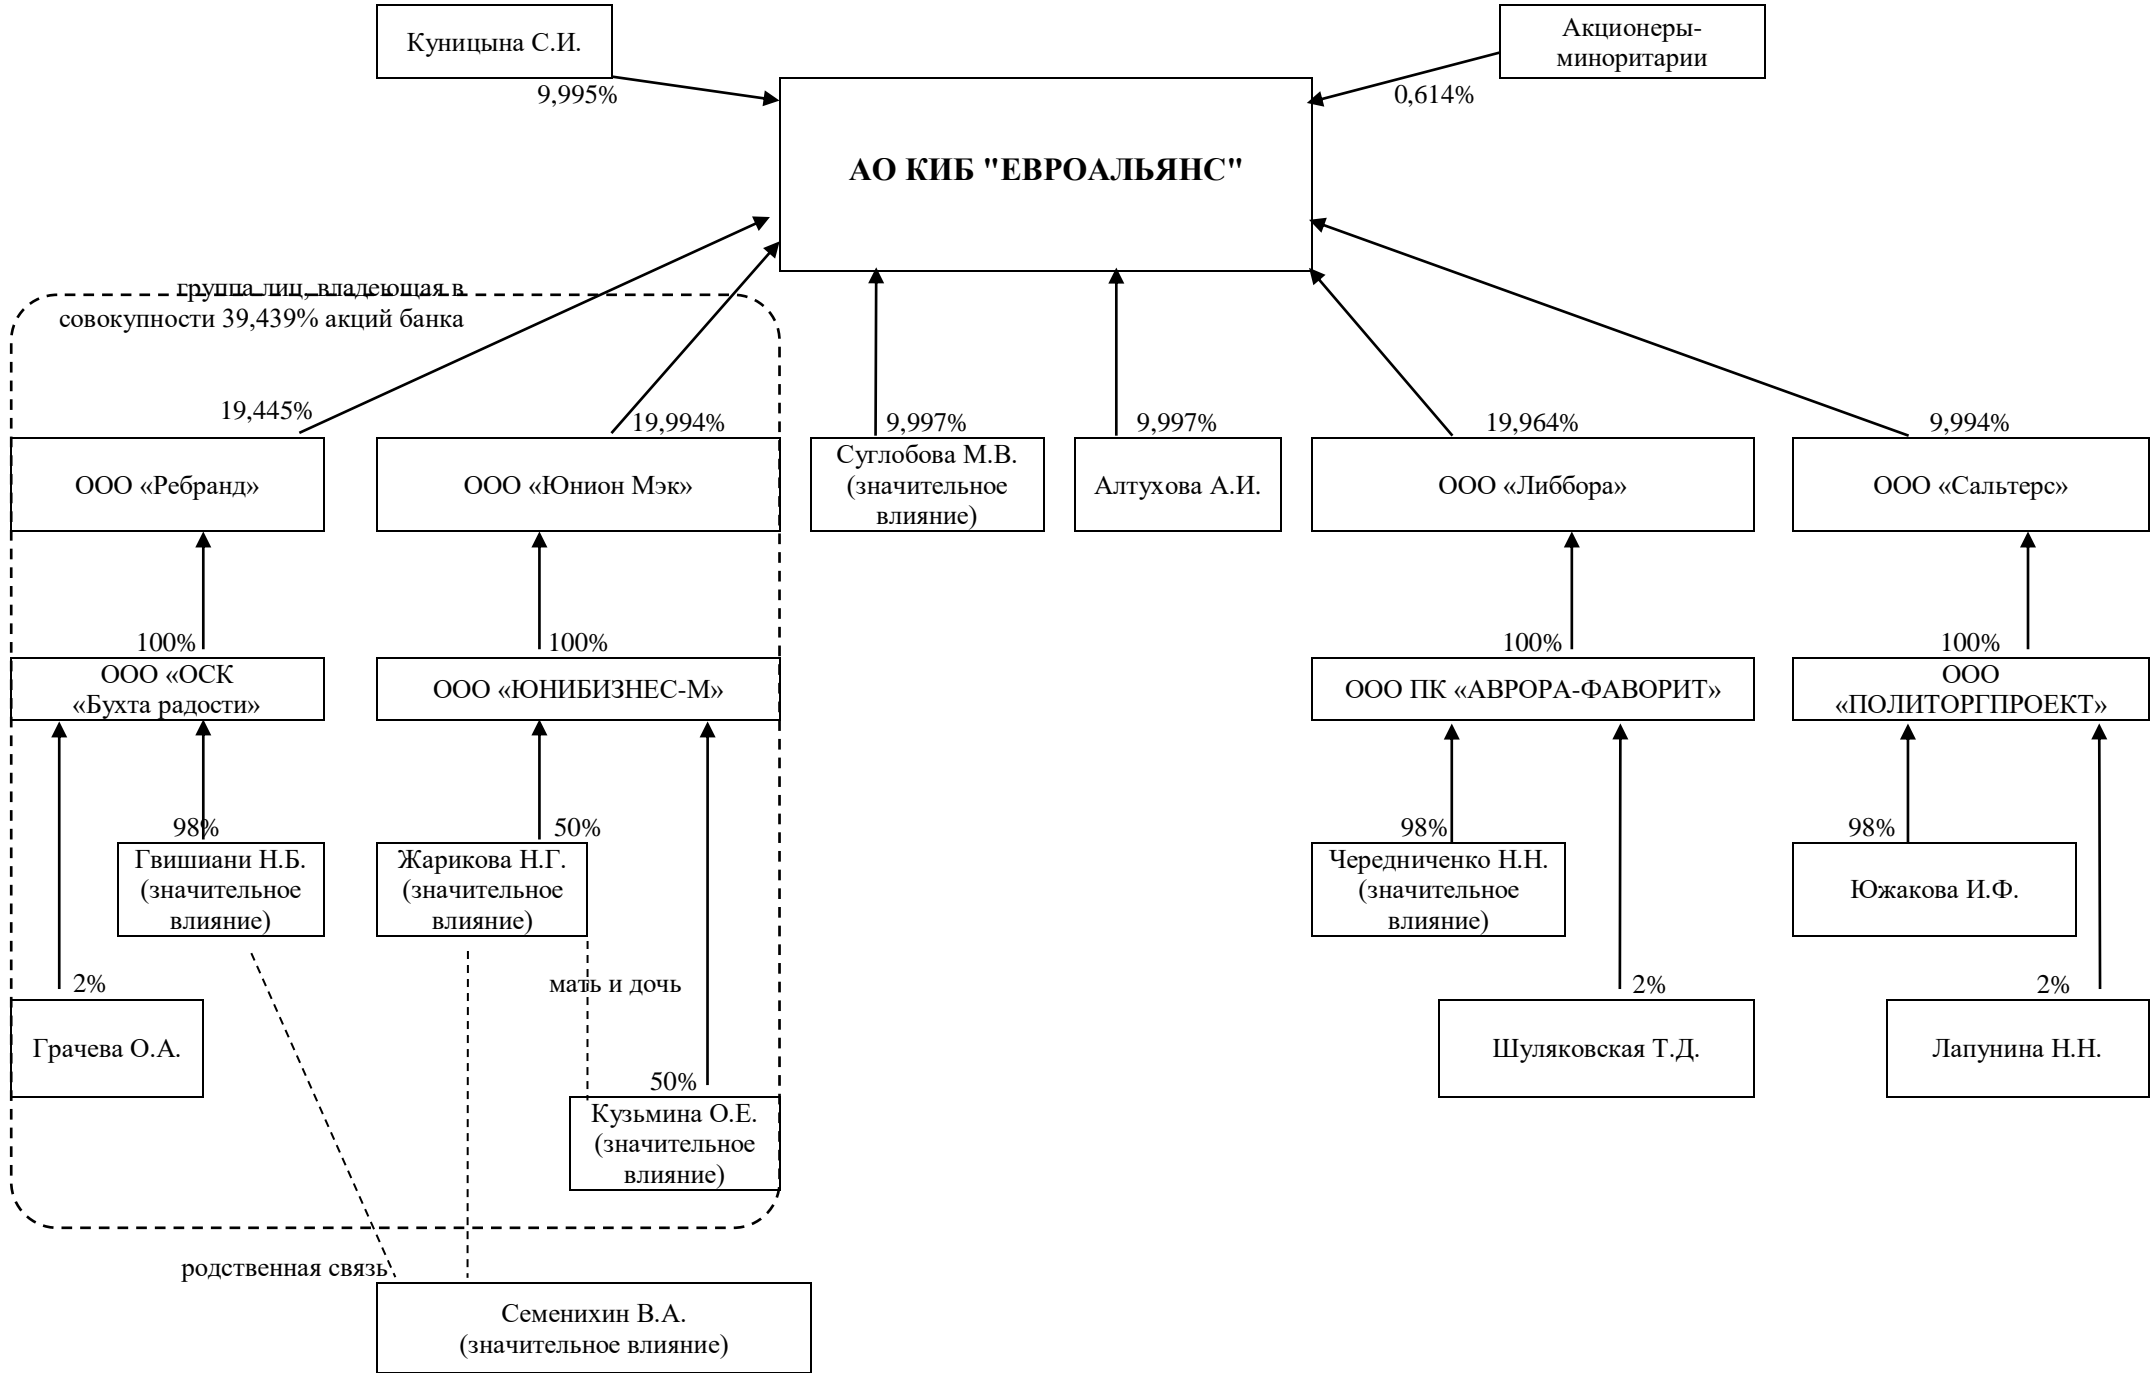 Куницына С.И.
Акционеры-
миноритарии
9,995%
0,614%
АО КИБ "ЕВРОАЛЬЯНС"
группа лиц, владеющая в
совокупности 39,439% акций банка
19,445%
19,994%
9,997%
9,997%
19,964%
9,994%
ООО «Ребранд»
ООО «Юнион Мэк»
Суглобова М.В.
(значительное
влияние)
Алтухова А.И.
ООО «Либбора»
ООО «Сальтерс»
100%
100%
100%
100%
ООО «ОСК
«Бухта радости»
ООО «ЮНИБИЗНЕС-М»
ООО ПК «АВРОРА-ФАВОРИТ»
ООО
«ПОЛИТОРГПРОЕКТ»
98%
50%
98%
98%
Гвишиани Н.Б.
(значительное
влияние)
Жарикова Н.Г.
(значительное
влияние)
Чередниченко Н.Н.
(значительное
влияние)
Южакова И.Ф.
2%
мать и дочь
2%
2%
Грачева О.А.
Шуляковская Т.Д.
Лапунина Н.Н.
50%
Кузьмина О.Е.
(значительное
влияние)
родственная связь
Семенихин В.А.
(значительное влияние)